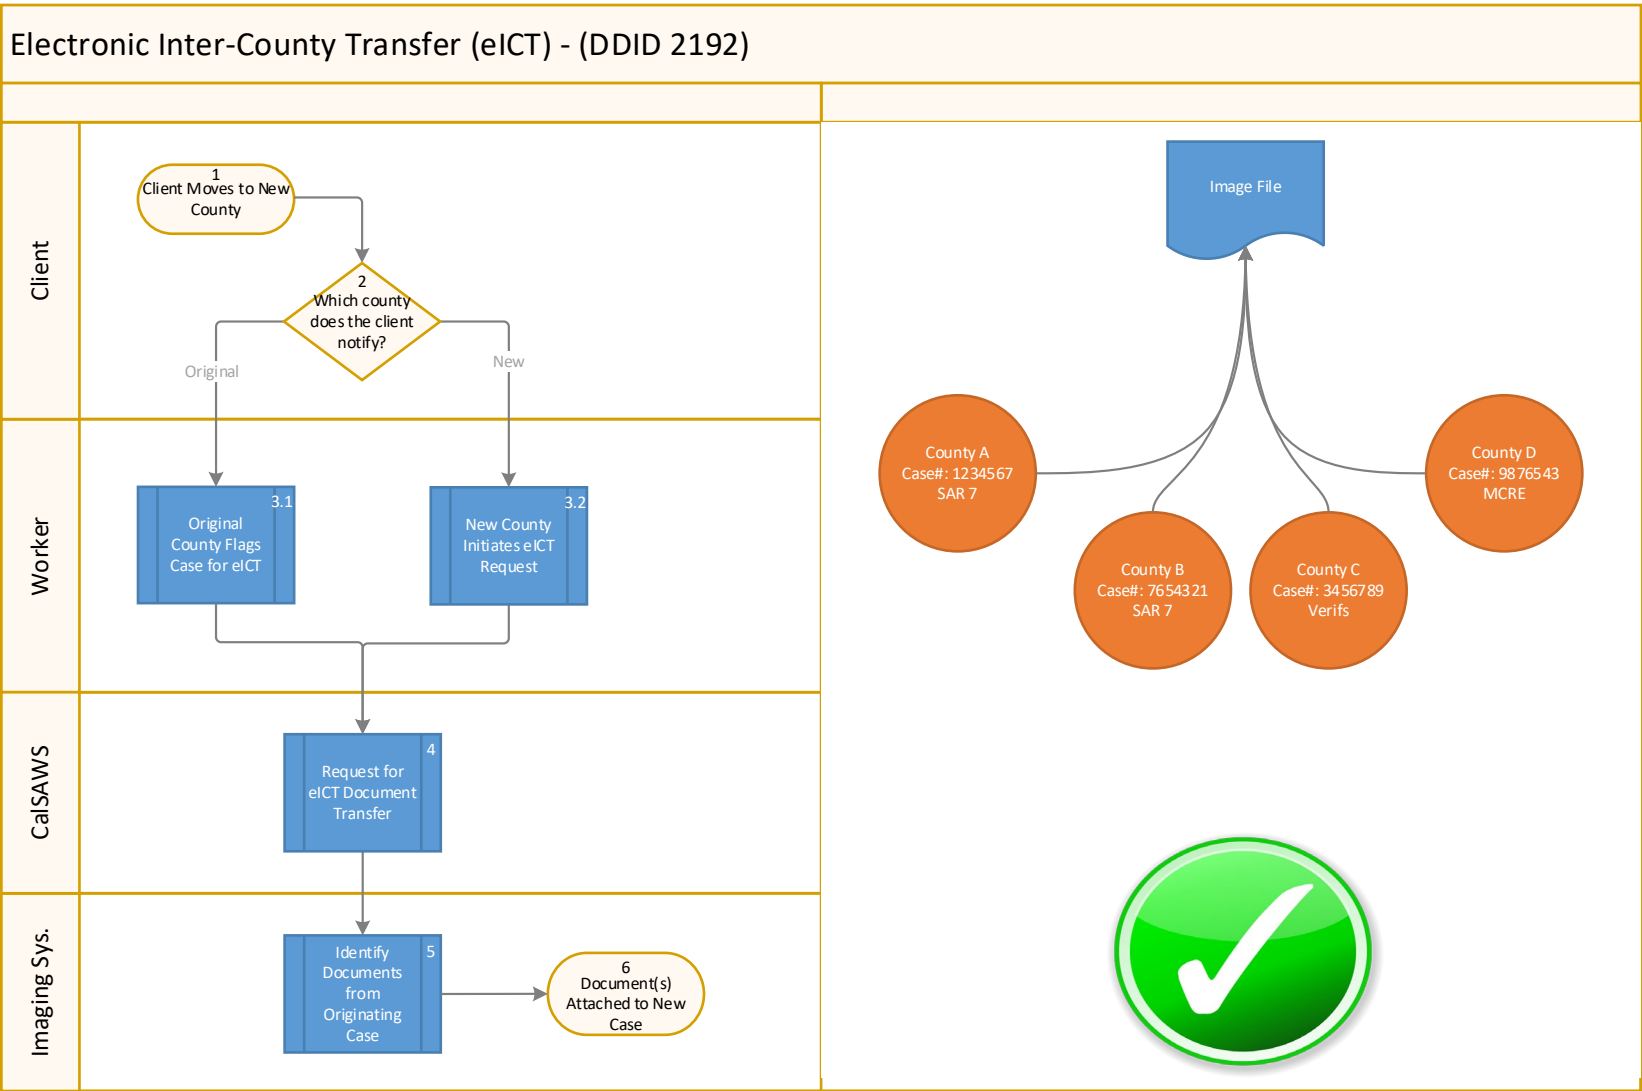 Electronic Inter-County Transfer (eICT) - (DDID 2192)
Client
1
Client Moves to New
County
2
Which county
does the client
notify?
Original
New
Worker
3.1
Original
County Flags
Case for eICT
3.2
New County
Initiates eICT
Request
CalSAWS
4
Request for
eICT Document
Transfer
Imaging Sys.
5
Identify
Documents
from
Originating
Case
6
Document(s)
Attached to New
Case
Image File
County A
Case#: 1234567
SAR 7
County B
Case#: 7654321
SAR 7
County C
Case#: 3456789
Verifs
County D
Case#: 9876543
MCRE